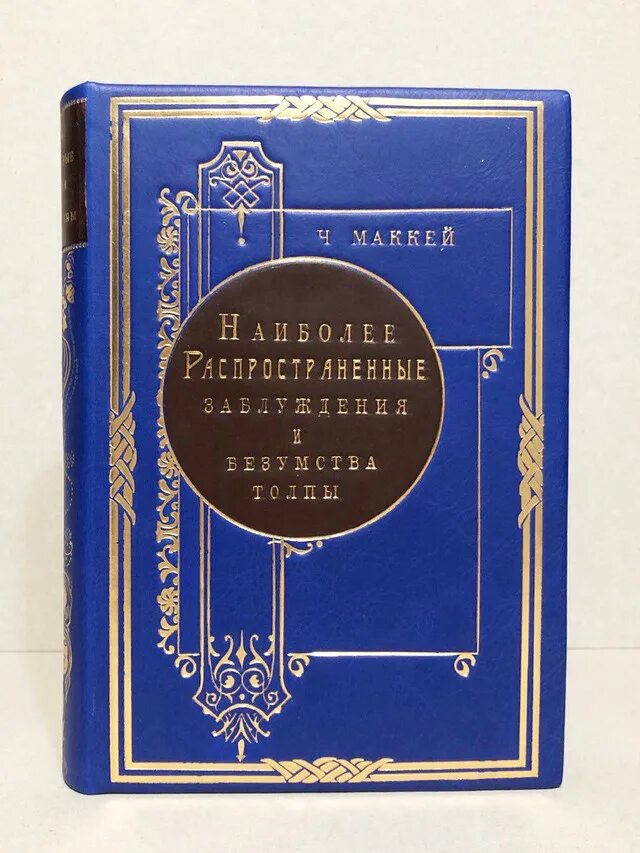 Ч МАККЕЙ
НАИБОЛЕЕ
РАСПРОСТРАНЕННЫЕ
ЗАБЛУЖДЕНИЯ
И
БЕЗУМСТВА
ТОЛПЫ